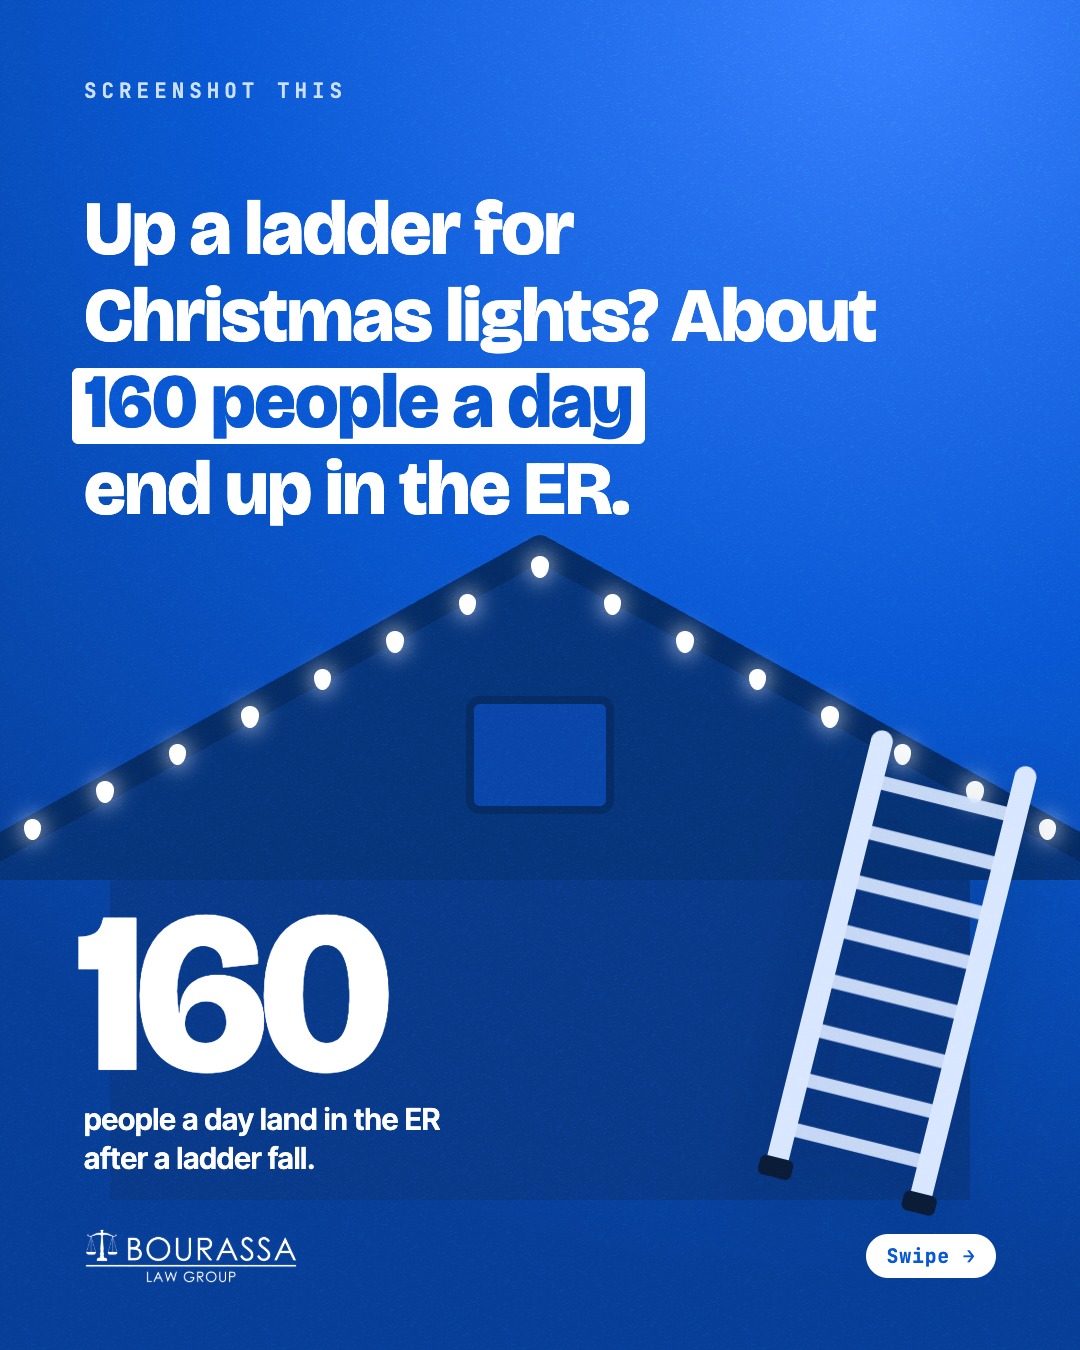 SCREENSHOT THIS
Up a ladder for
Christmas lights? About
160 people a day
end up in the ER.
160
people a day land in the ER
after a ladder fall.
BOURASSA
LAW GROUP
Swipe →